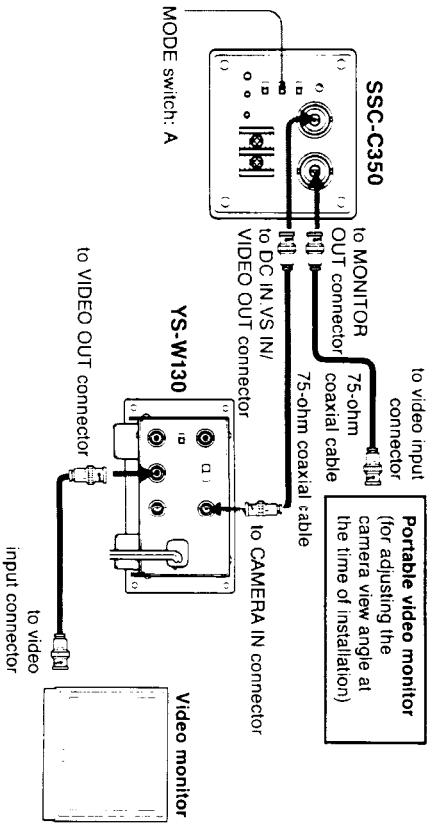 SSC-C350
MODE switch: A
to MONITOR
OUT connector
75-ohm
coaxial cable
to video input
connector
Portable video monitor
(for adjusting the
camera view angle at
the time of installation)
to DC IN.VS IN/
VIDEO OUT connector
75-ohm coaxial cable
YS-W130
to CAMERA IN connector
to VIDEO OUT connector
to video
input connector
Video monitor